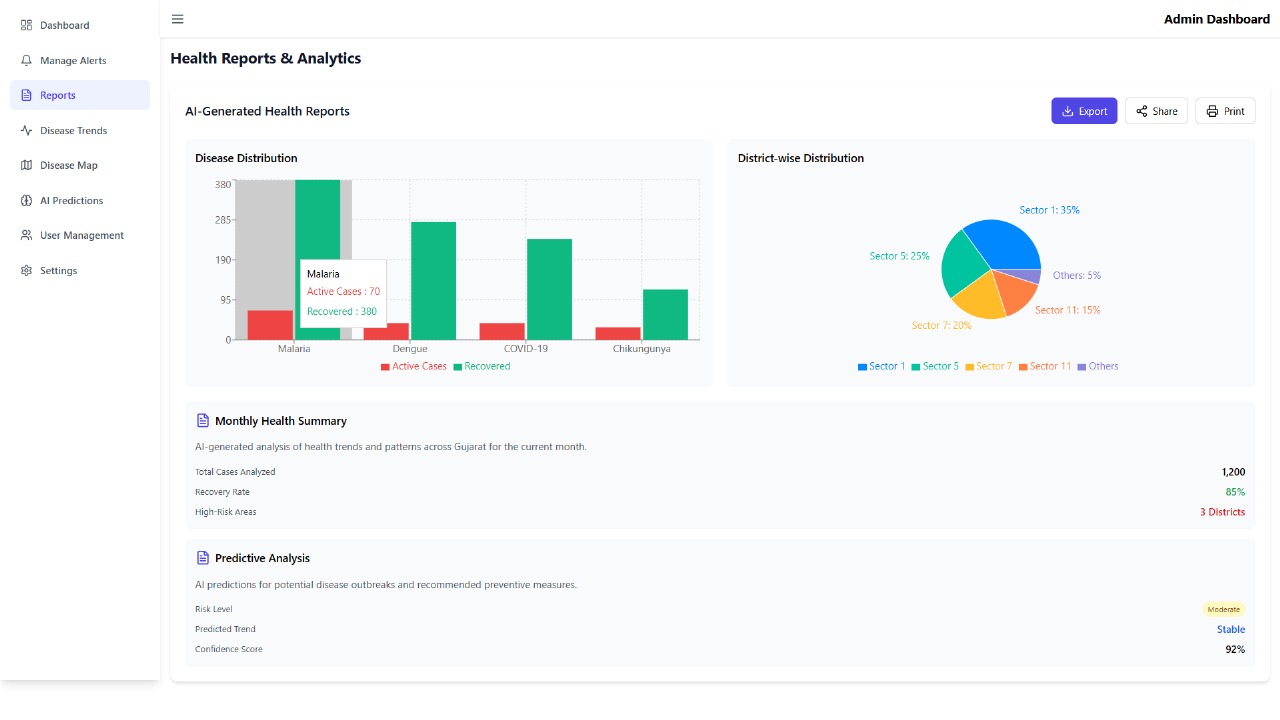 Dashboard
Manage Alerts
Reports
Disease Trends
Disease Map
AI Predictions
User Management
Settings
Admin Dashboard
Health Reports & Analytics
AI-Generated Health Reports
Export
Share
Print
Disease Distribution
380
285
190
95
0
Malaria
Active Cases : 70
Recovered : 380
Malaria Dengue COVID-19 Chikungunya
Active Cases Recovered
District-wise Distribution
Sector 1: 35%
Sector 5: 25%
Others: 5%
Sector 11: 15%
Sector 7: 20%
Sector 1 Sector 5 Sector 7 Sector 11 Others
Monthly Health Summary
AI-generated analysis of health trends and patterns across Gujarat for the current month.
Total Cases Analyzed 1,200
Recovery Rate 85%
High-Risk Areas 3 Districts
Predictive Analysis
AI predictions for potential disease outbreaks and recommended preventive measures.
Risk Level Moderate
Predicted Trend Stable
Confidence Score 92%